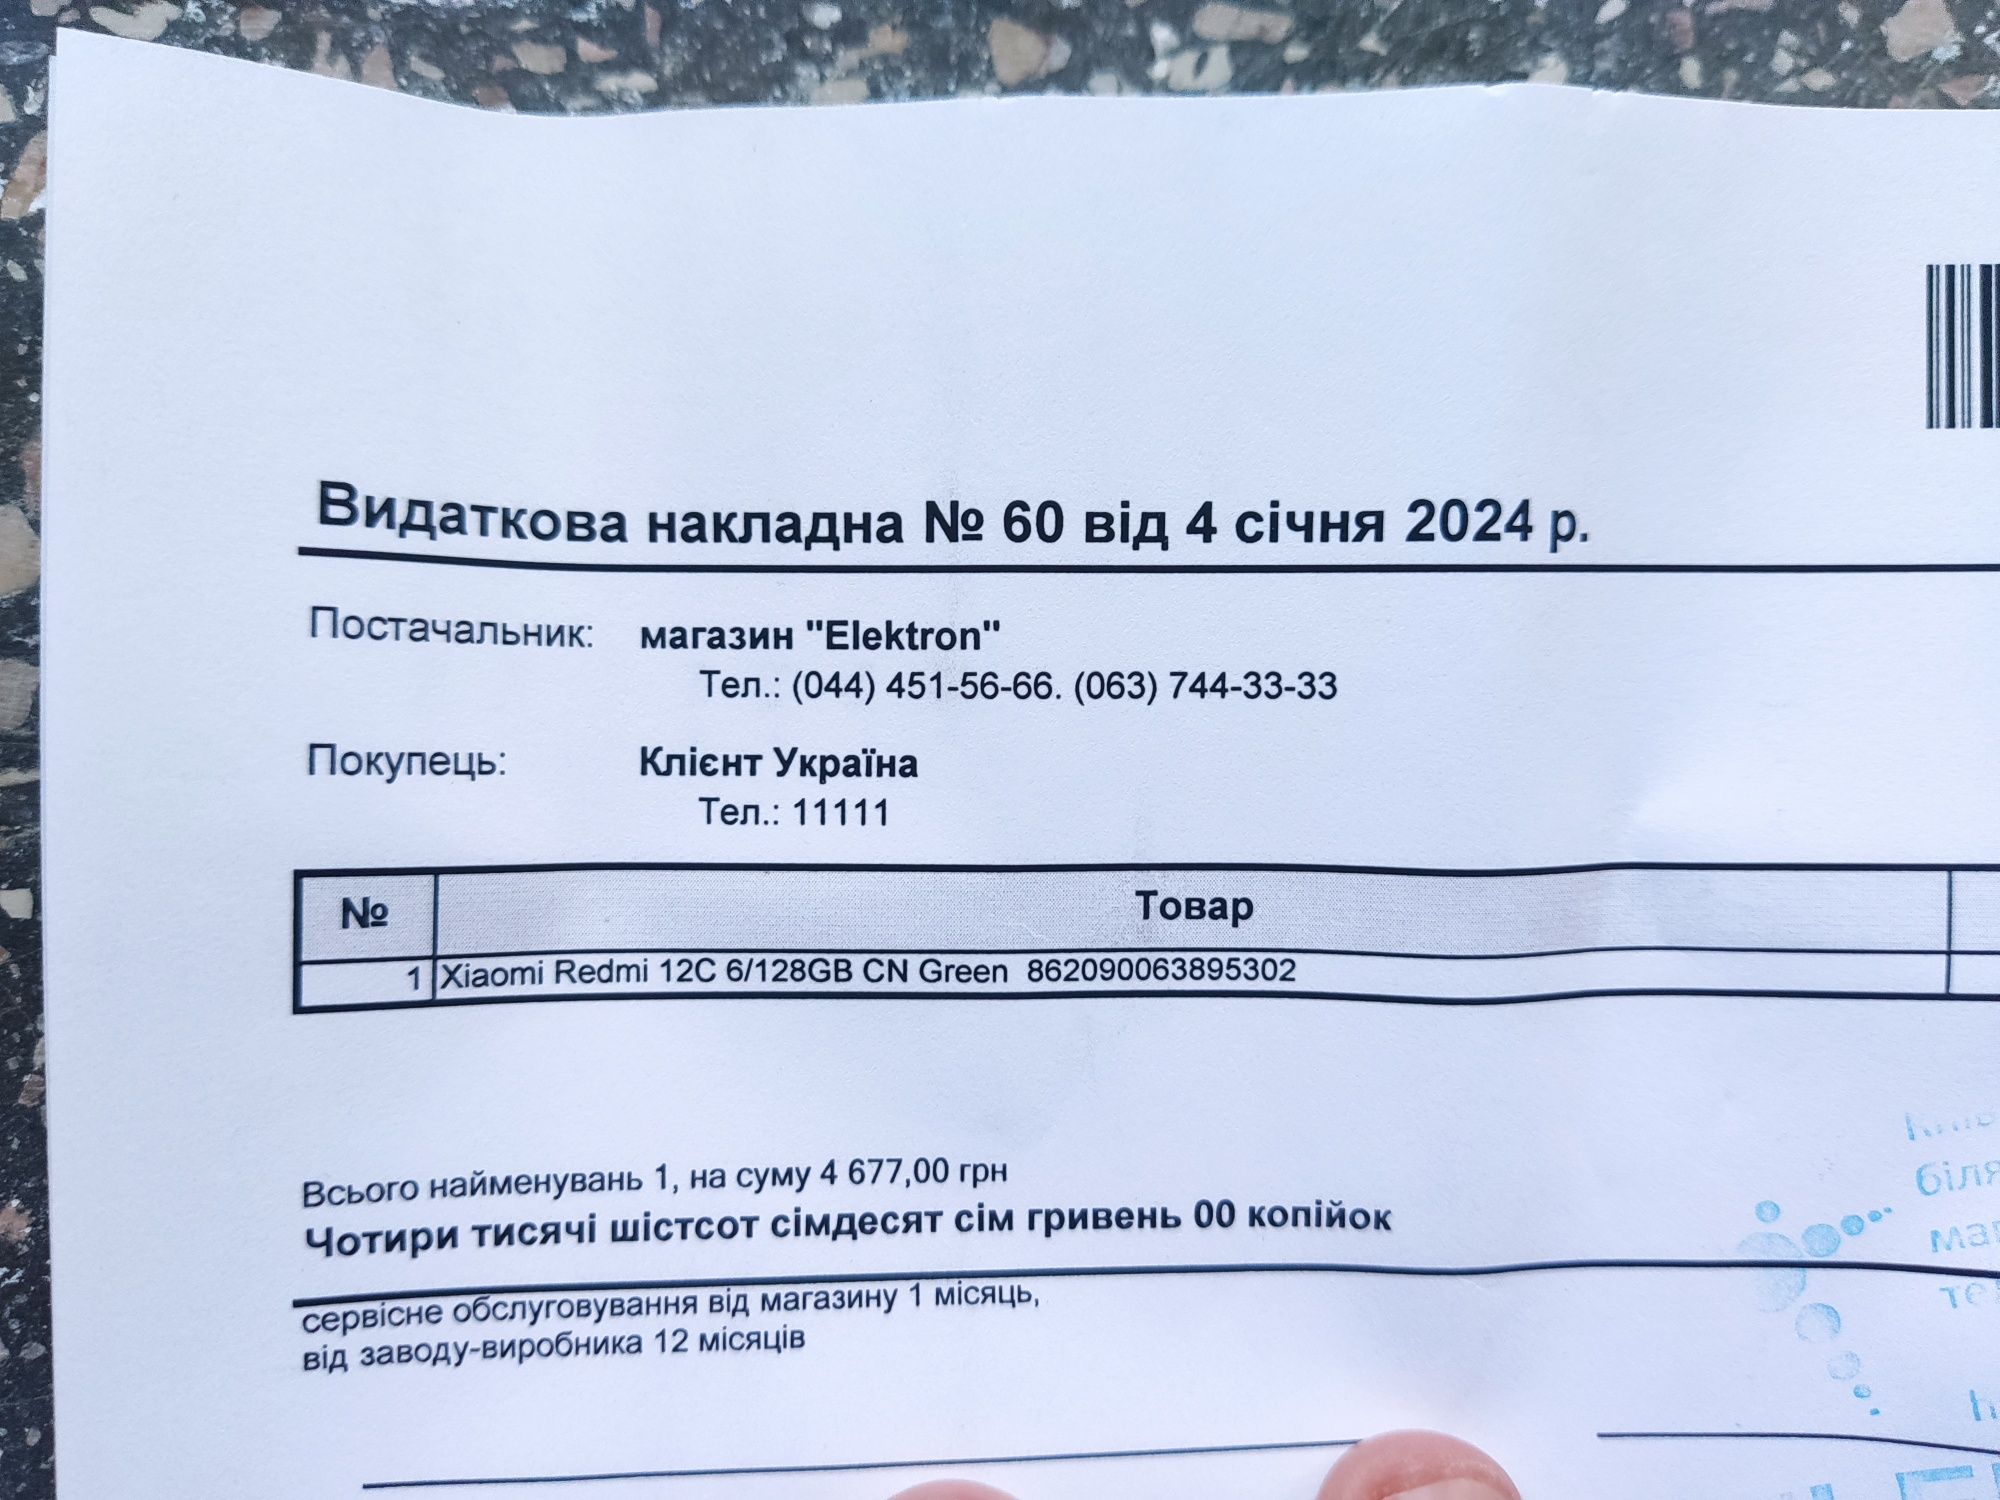 Видаткова накладна № 60 від 4 січня 2024 р.
Постачальник: магазин "Elektron"
Тел.: (044) 451-56-66. (063) 744-33-33
Покупець: Клієнт Україна
Тел.: 11111
№ Товар
1 Xiaomi Redmi 12C 6/128GB CN Green 862090063895302
Всього найменувань 1, на суму 4 677,00 грн
Чотири тисячі шістсот сімдесят сім гривень 00 копійок
сервісне обслуговування від магазину 1 місяць,
від заводу-виробника 12 місяців